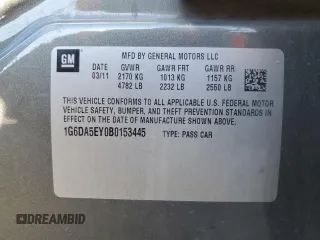 GM
MFD BY GENERAL MOTORS LLC
DATE GVWR GAWR FRT GAWR RR
03/11 2170 KG 1013 KG 1157 KG
4782 LB 2232 LB 2550 LB
THIS VEHICLE CONFORMS TO ALL APPLICABLE U.S. FEDERAL MOTOR
VEHICLE SAFETY, BUMPER, AND THEFT PREVENTION STANDARDS IN
EFFECT ON THE DATE OF MANUFACTURE SHOWN ABOVE.
1G6DA5EY0B0153445 TYPE: PASS CAR
DREAMBID